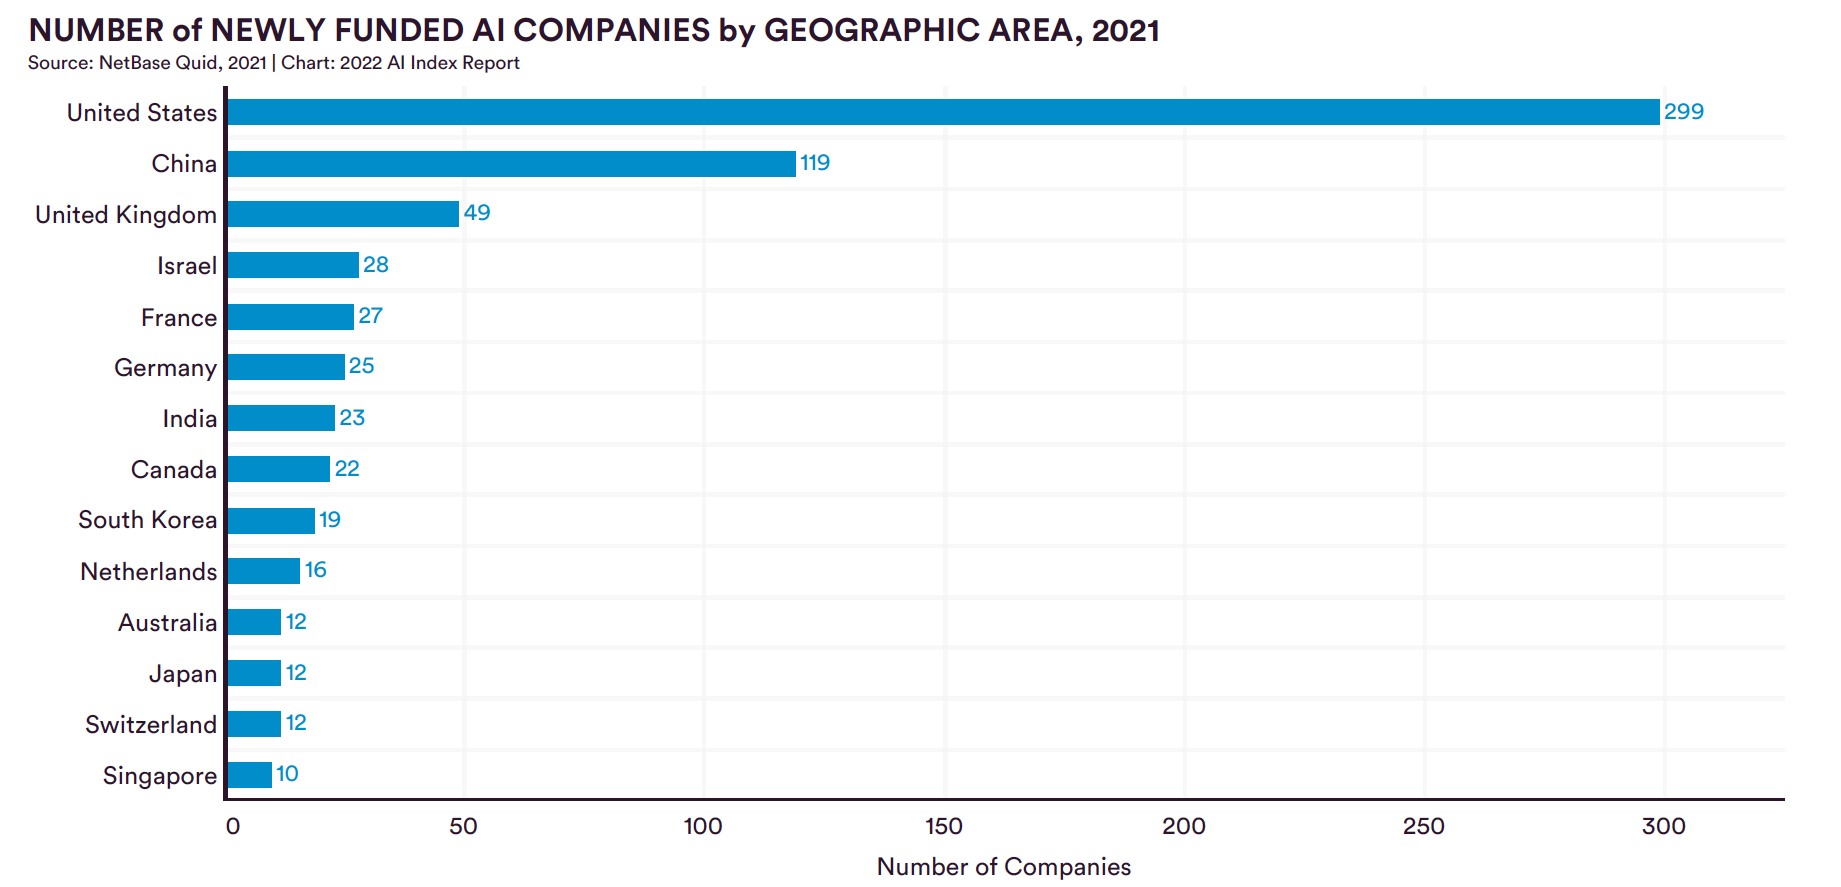 NUMBER of NEWLY FUNDED AI COMPANIES by GEOGRAPHIC AREA, 2021
Source: NetBase Quid, 2021 | Chart: 2022 AI Index Report
United States 299
China 119
United Kingdom 49
Israel 28
France 27
Germany 25
India 23
Canada 22
South Korea 19
Netherlands 16
Australia 12
Japan 12
Switzerland 12
Singapore 10
0 50 100 150 200 250 300
Number of Companies